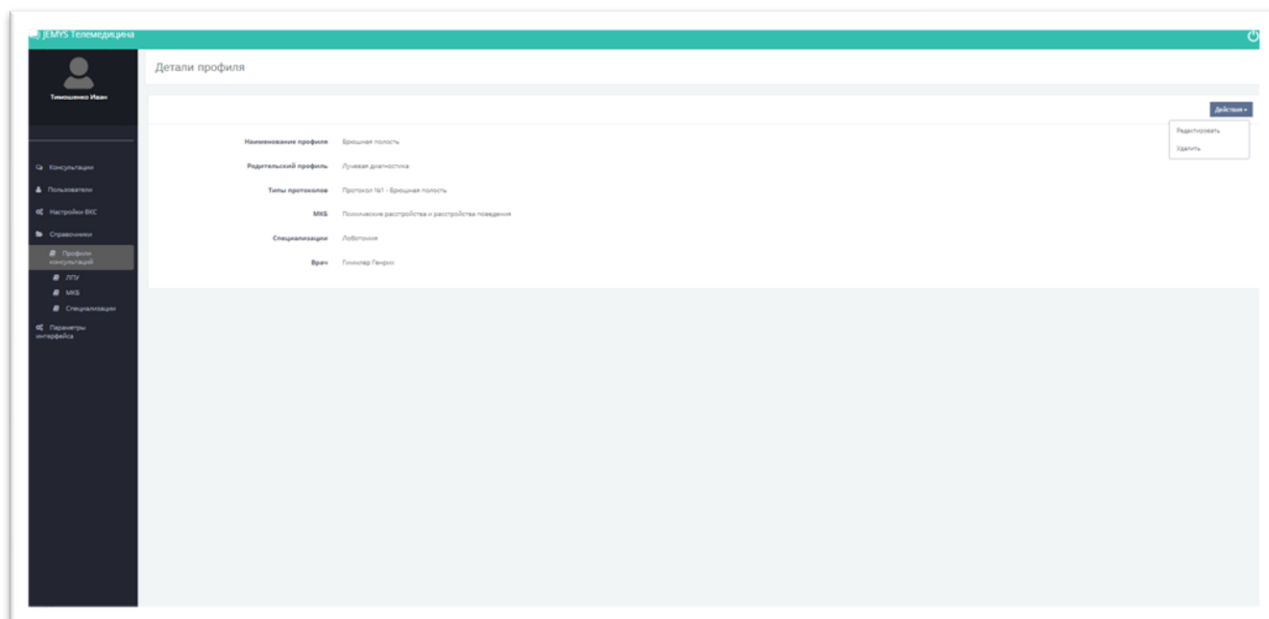 JEMYS Телемедицина
Тимошенко Иван
Детали профиля
Действия
Редактировать
Удалить
Наименование профиля Брюшная полость
Родительский профиль Лучевая диагностика
Типы протоколов Протокол №1 - Брюшная полость
МКБ Психические расстройства и расстройства поведения
Специализации Лоботомия
Врач Гиммлер Генрих
Консультации
Пользователи
Настройки ВКС
Справочники
Профили
консультаций
ЛПУ
МКБ
Специализации
Параметры
интерфейса